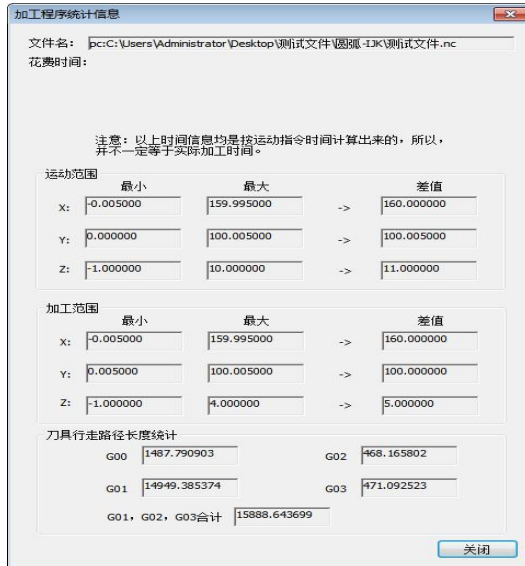 加工程序统计信息
文件名： pc:C:\Users\Administrator\Desktop\测试文件\圆弧-IJK\测试文件.nc
花费时间：
注意：以上时间信息均是按运动指令时间计算出来的，所以，
并不一定等于实际加工时间。
运动范围
最小 最大 差值
X: -0.005000 159.995000 -> 160.000000
Y: 0.000000 100.005000 -> 100.005000
Z: -1.000000 10.000000 -> 11.000000
加工范围
最小 最大 差值
X: -0.005000 159.995000 -> 160.000000
Y: 0.005000 100.005000 -> 100.000000
Z: -1.000000 4.000000 -> 5.000000
刀具行走路径长度统计
G00 1487.790903 G02 468.165802
G01 14949.385374 G03 471.092523
G01，G02，G03合计 15888.643699
关闭